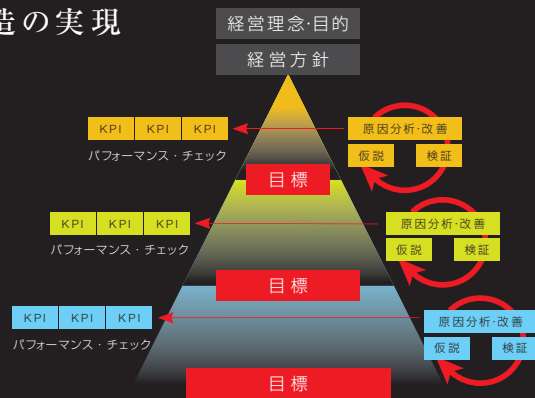 造の実現
経営理念・目的
経営方針
KPI KPI KPI
パフォーマンス・チェック
原因分析・改善
仮説 検証
目標
KPI KPI KPI
パフォーマンス・チェック
原因分析・改善
仮説 検証
目標
KPI KPI KPI
パフォーマンス・チェック
原因分析・改善
仮説 検証
目標